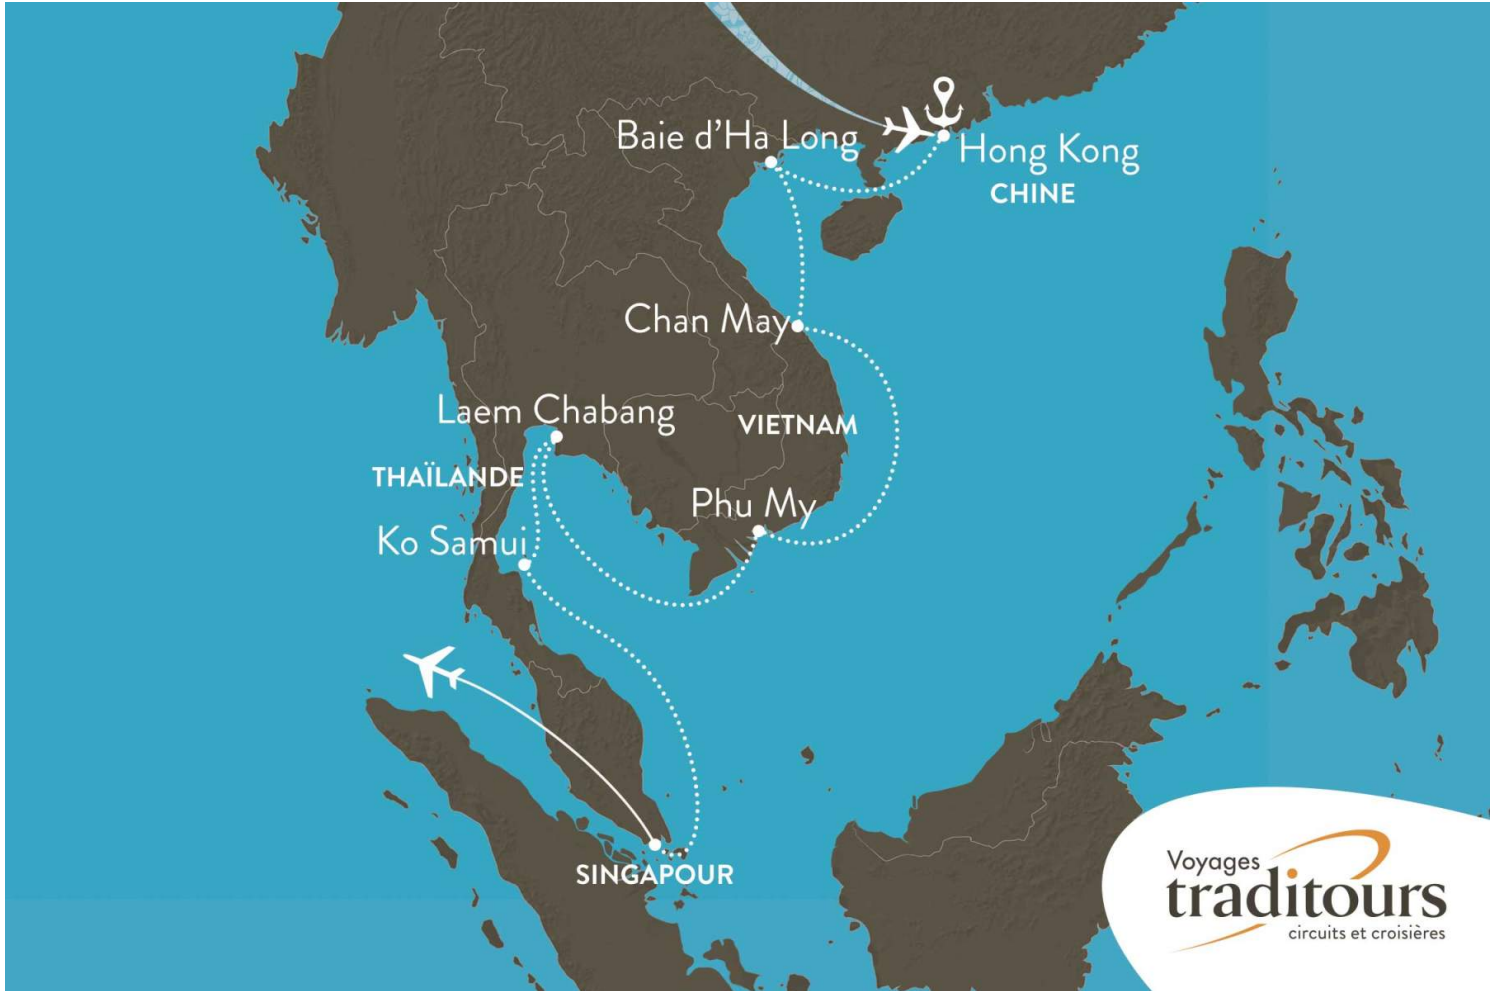 Baie d'Ha Long
Hong Kong
CHINE
Chan May
Laem Chabang
VIETNAM
THAÏLANDE
Phu My
Ko Samui
SINGAPOUR
Voyages
traditours
circuits et croisières